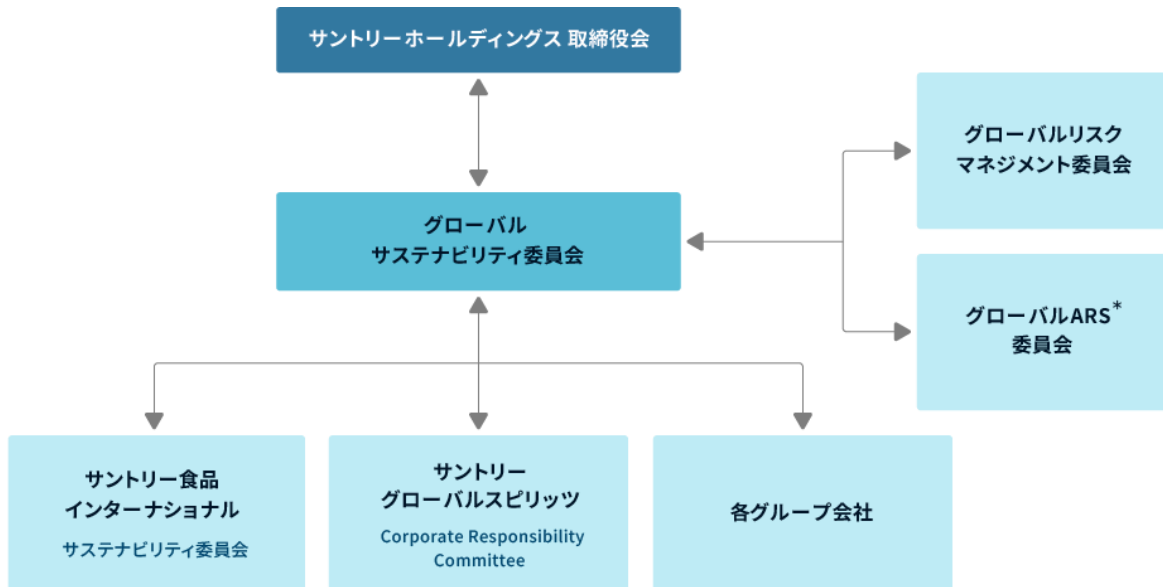 サントリーホールディングス 取締役会
グローバル
サステナビリティ委員会
グローバルリスク
マネジメント委員会
グローバルARS*
委員会
サントリー食品
インターナショナル
サステナビリティ委員会
サントリー
グローバルスピリッツ
Corporate Responsibility
Committee
各グループ会社